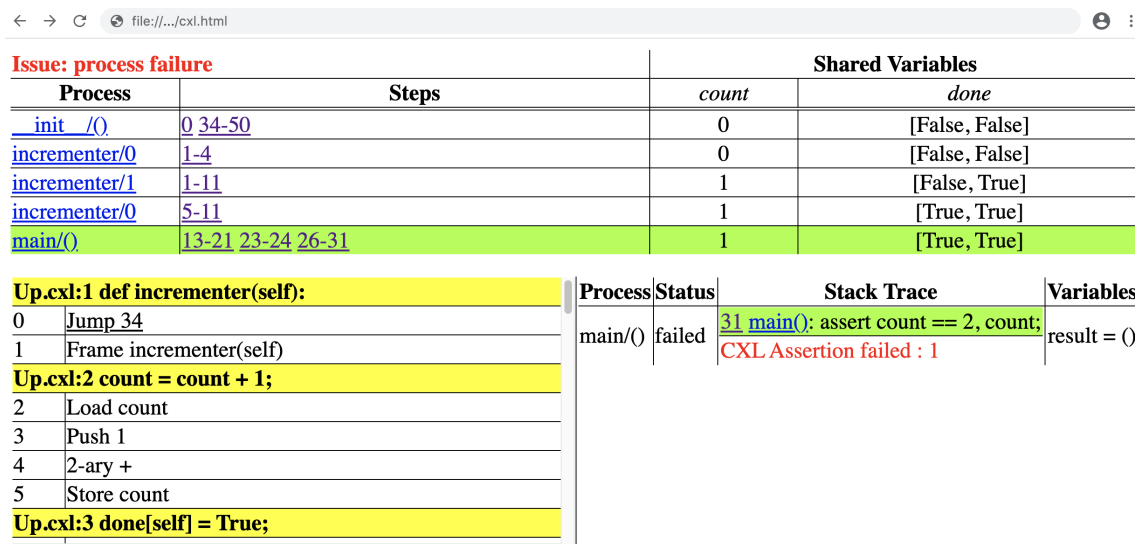 file://.../cxl.html
Issue: process failure Shared Variables
Process Steps count done
__init__/() 0 34-50 0 [False, False]
incrementer/0 1-4 0 [False, False]
incrementer/1 1-11 1 [False, True]
incrementer/0 5-11 1 [True, True]
main/() 13-21 23-24 26-31 1 [True, True]
Up.cxl:1 def incrementer(self):
0 Jump 34
1 Frame incrementer(self)
Up.cxl:2 count = count + 1;
2 Load count
3 Push 1
4 2-ary +
5 Store count
Up.cxl:3 done[self] = True;
Process Status Stack Trace Variables
main/() failed 31 main(): assert count == 2, count; result = ()
CXL Assertion failed : 1